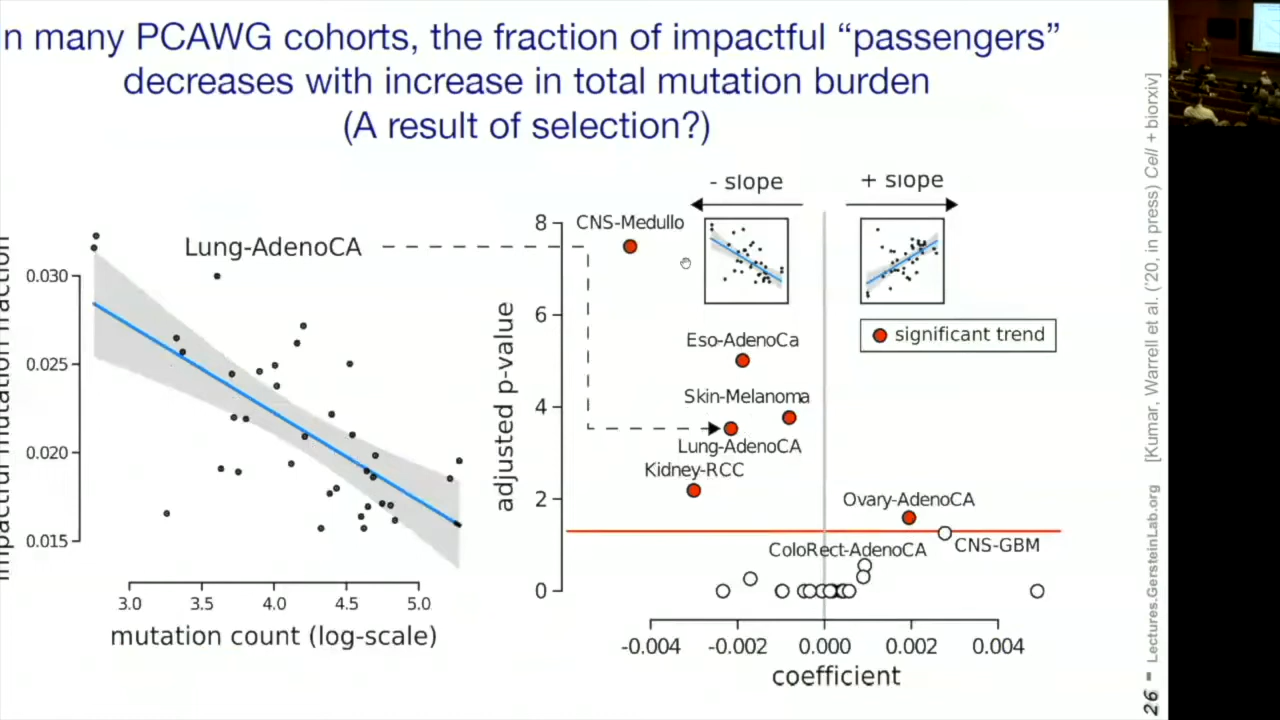 n many PCAWG cohorts, the fraction of impactful “passengers”
decreases with increase in total mutation burden
(A result of selection?)
Lung-AdenoCA
impactful mutation fraction
0.030
0.025
0.020
0.015
3.0 3.5 4.0 4.5 5.0
mutation count (log-scale)
- slope
+ slope
significant trend
adjusted p-value
8
6
4
2
0
CNS-Medullo
Eso-AdenoCa
Skin-Melanoma
Lung-AdenoCA
Kidney-RCC
Ovary-AdenoCA
CNS-GBM
ColoRect-AdenoCA
-0.004 -0.002 0.000 0.002 0.004
coefficient
26 - Lectures.GersteinLab.org [Kumar, Warrell et al. ('20, in press) Cell + biorxiv]